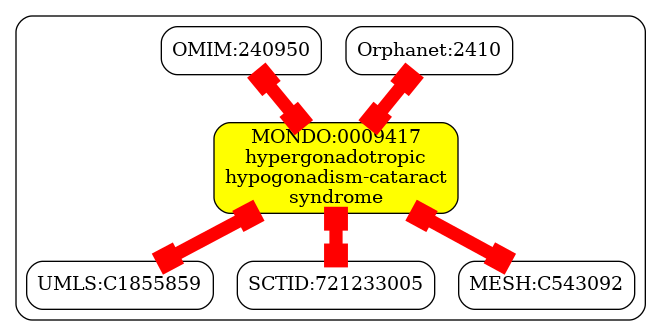 OMIM:240950
Orphanet:2410
MONDO:0009417
hypergonadotropic
hypogonadism-cataract
syndrome
UMLS:C1855859
SCTID:721233005
MESH:C543092